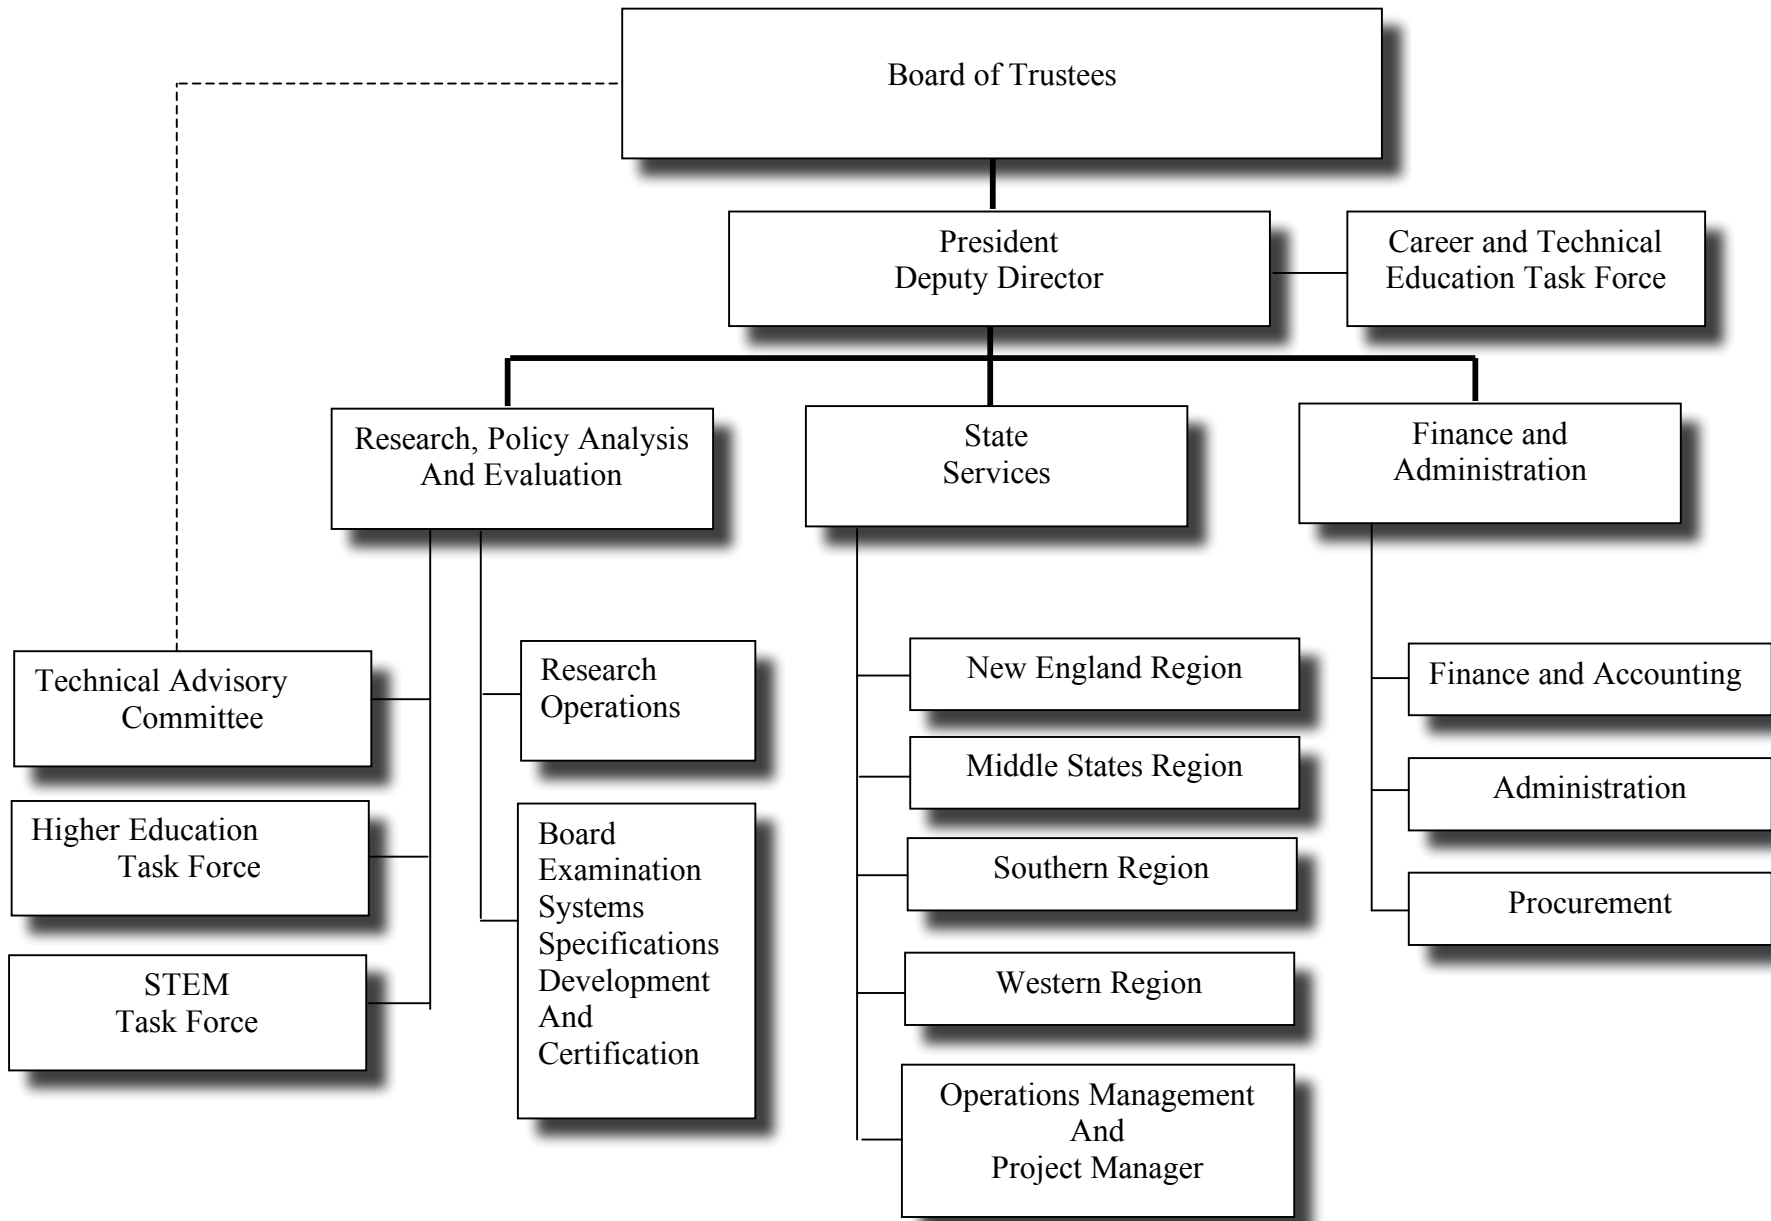 Board of Trustees
President
Deputy Director
Career and Technical
Education Task Force
Research, Policy Analysis
And Evaluation
State
Services
Finance and
Administration
Technical Advisory
Committee
Higher Education
Task Force
STEM
Task Force
Research
Operations
Board
Examination
Systems
Specifications
Development
And
Certification
New England Region
Middle States Region
Southern Region
Western Region
Operations Management
And
Project Manager
Finance and Accounting
Administration
Procurement